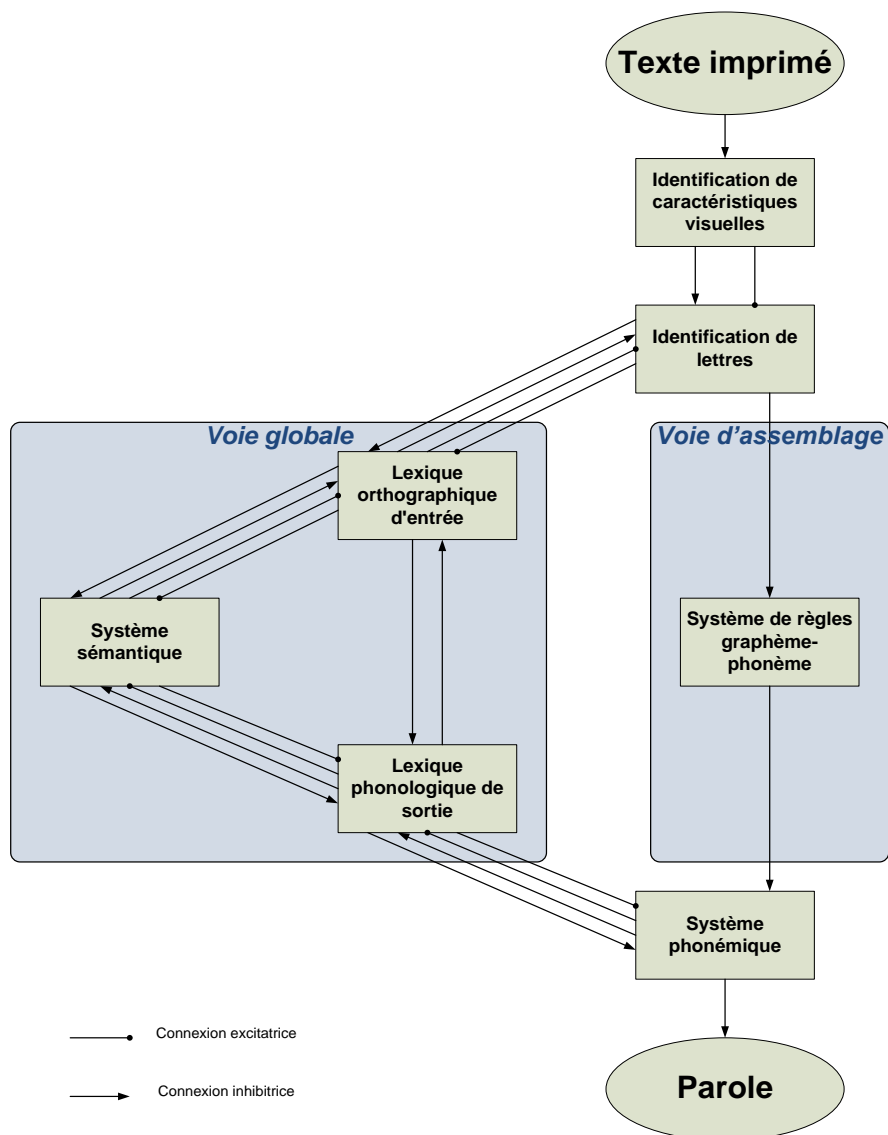 Texte imprimé
Identification de
caractéristiques
visuelles
Identification de
lettres
Voie globale
Voie d’assemblage
Lexique
orthographique
d'entrée
Système
sémantique
Système de règles
graphème-
phonème
Lexique
phonologique de
sortie
Système
phonémique
Connexion excitatrice
Connexion inhibitrice
Parole